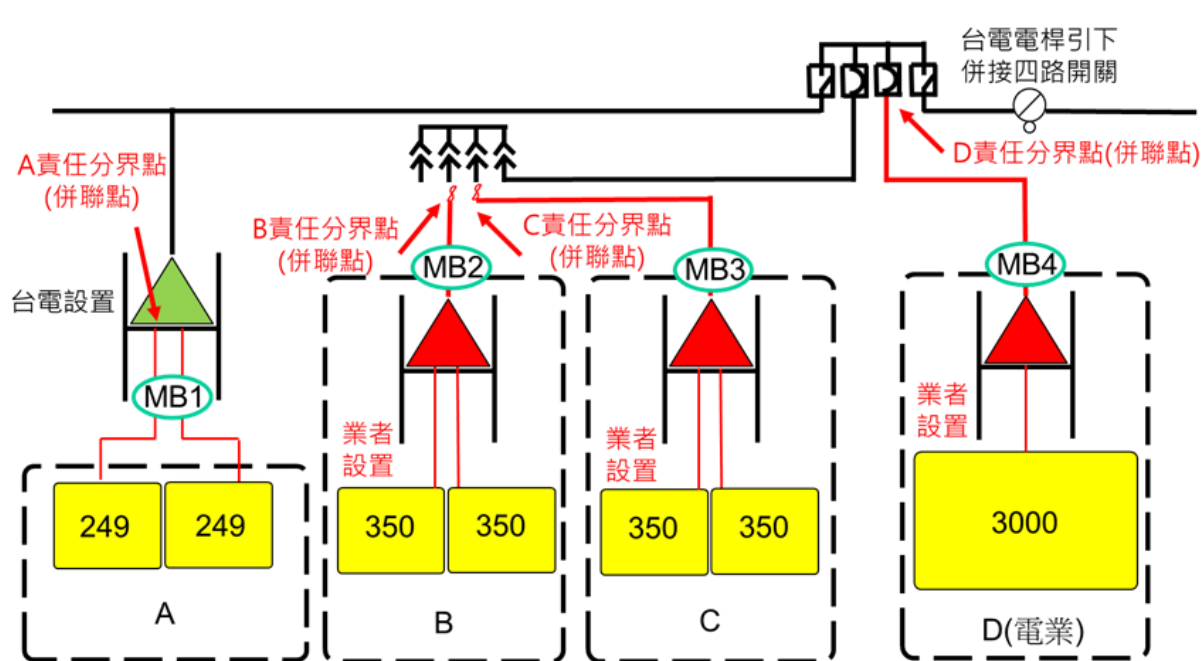 台電電桿引下
併接四路開關
A責任分界點
(併聯點)
D責任分界點(併聯點)
B責任分界點
(併聯點)
C責任分界點
(併聯點)
台電設置
MB1
MB2
MB3
MB4
業者
設置
業者
設置
業者
設置
249
249
350
350
350
350
3000
A
B
C
D(電業)